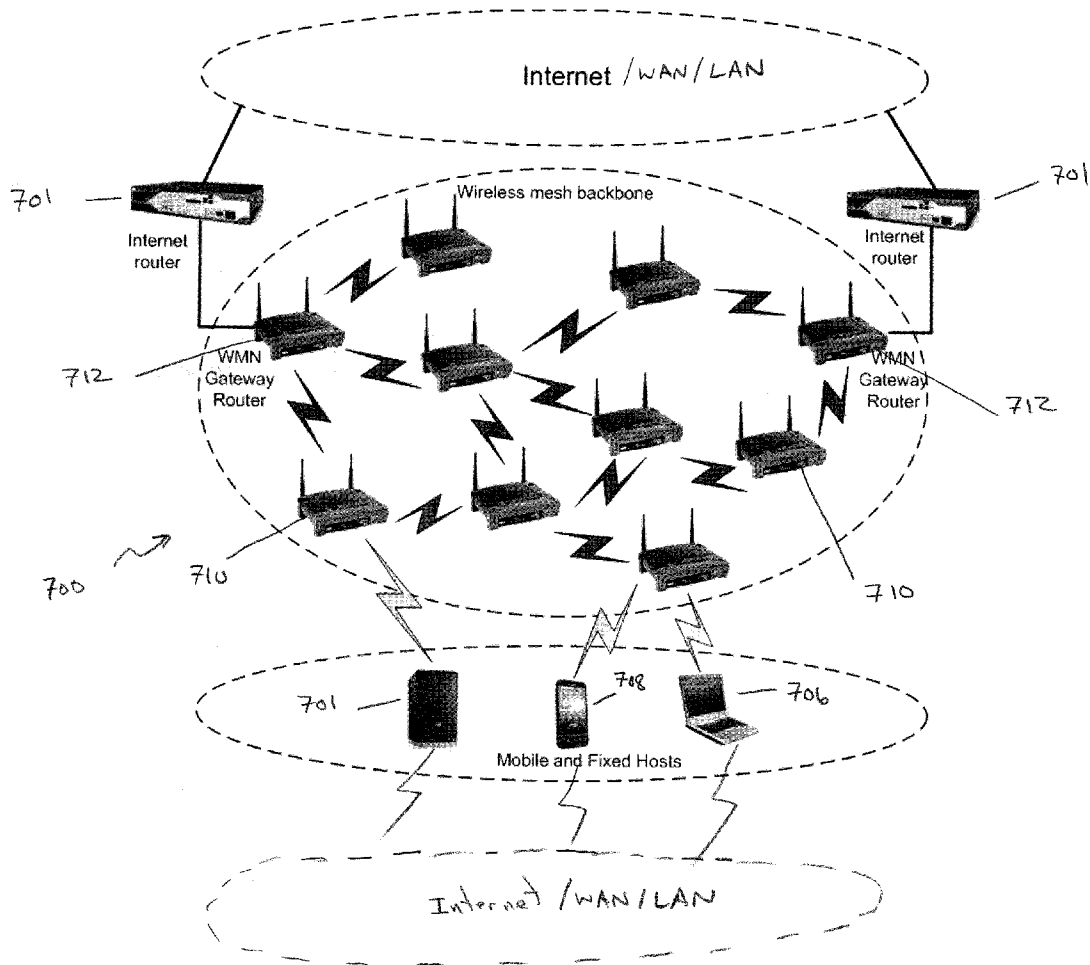 Internet /WAN/LAN
701
701
Wireless mesh backbone
Internet
router
Internet
router
WMN
Gateway
Router
712
WMN
Gateway
Router
712
700
710
710
701
708
706
Mobile and Fixed Hosts
Internet /WAN/LAN